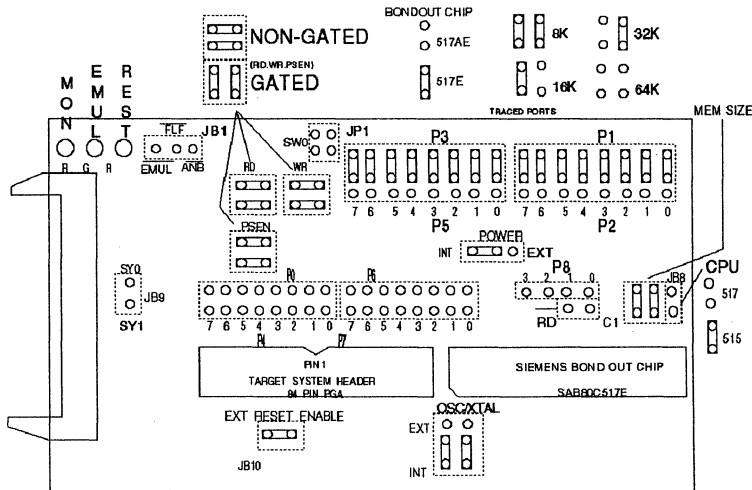 BONDOUT CHIP
NON-GATED
517AE
8K
32K
(RD.WR.PSEN)
GATED
517E
16K
64K
MON
EMUL
REST
TRACED PORTS
MEM SIZE
FLF
JB1
SW0
JP1
P3
P1
R G R
EMUL
ANB
RD
WR
7 6 5 4 3 2 1 0
7 6 5 4 3 2 1 0
P5
P2
PSEN
POWER
INT
EXT
SY0
JB9
SY1
P0
P6
P8
3 2 1 0
JB8
CPU
517
RD
C1
515
7 6 5 4 3 2 1 0
7 6 5 4 3 2 1 0
P4
P7
PIN 1
TARGET SYSTEM HEADER
84 PIN PGA
SIEMENS BOND OUT CHIP
SAB80C517E
EXT RESET ENABLE
JB10
OSC/XTAL
EXT
INT